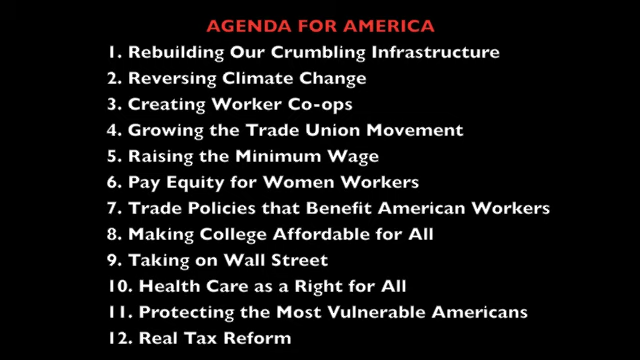 AGENDA FOR AMERICA
1. Rebuilding Our Crumbling Infrastructure
2. Reversing Climate Change
3. Creating Worker Co-ops
4. Growing the Trade Union Movement
5. Raising the Minimum Wage
6. Pay Equity for Women Workers
7. Trade Policies that Benefit American Workers
8. Making College Affordable for All
9. Taking on Wall Street
10. Health Care as a Right for All
11. Protecting the Most Vulnerable Americans
12. Real Tax Reform